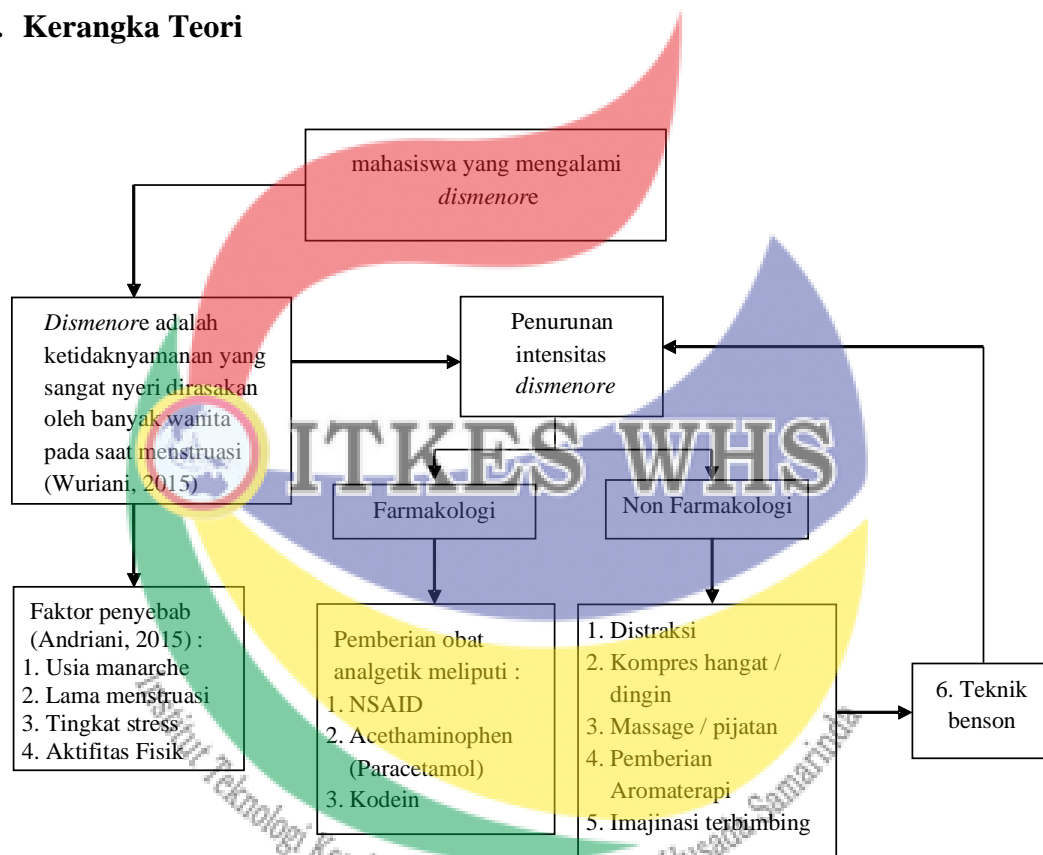 . Kerangka Teori
mahasiswa yang mengalami
dismenore
Dismenore adalah
ketidaknyamanan yang
sangat nyeri dirasakan
oleh banyak wanita
pada saat menstruasi
(Wuriani, 2015)
Penurunan
intensitas
dismenore
ITKES WHS
Farmakologi
Non Farmakologi
Faktor penyebab
(Andriani, 2015) :
1. Usia manarche
2. Lama menstruasi
3. Tingkat stress
4. Aktifitas Fisik
Pemberian obat
analgetik meliputi :
1. NSAID
2. Acethaminophen
(Paracetamol)
3. Kodein
1. Distraksi
2. Kompres hangat /
dingin
3. Massage / pijatan
4. Pemberian
Aromaterapi
5. Imajinasi terbimbing
6. Teknik
benson
Institut Teknologi
Samarinda